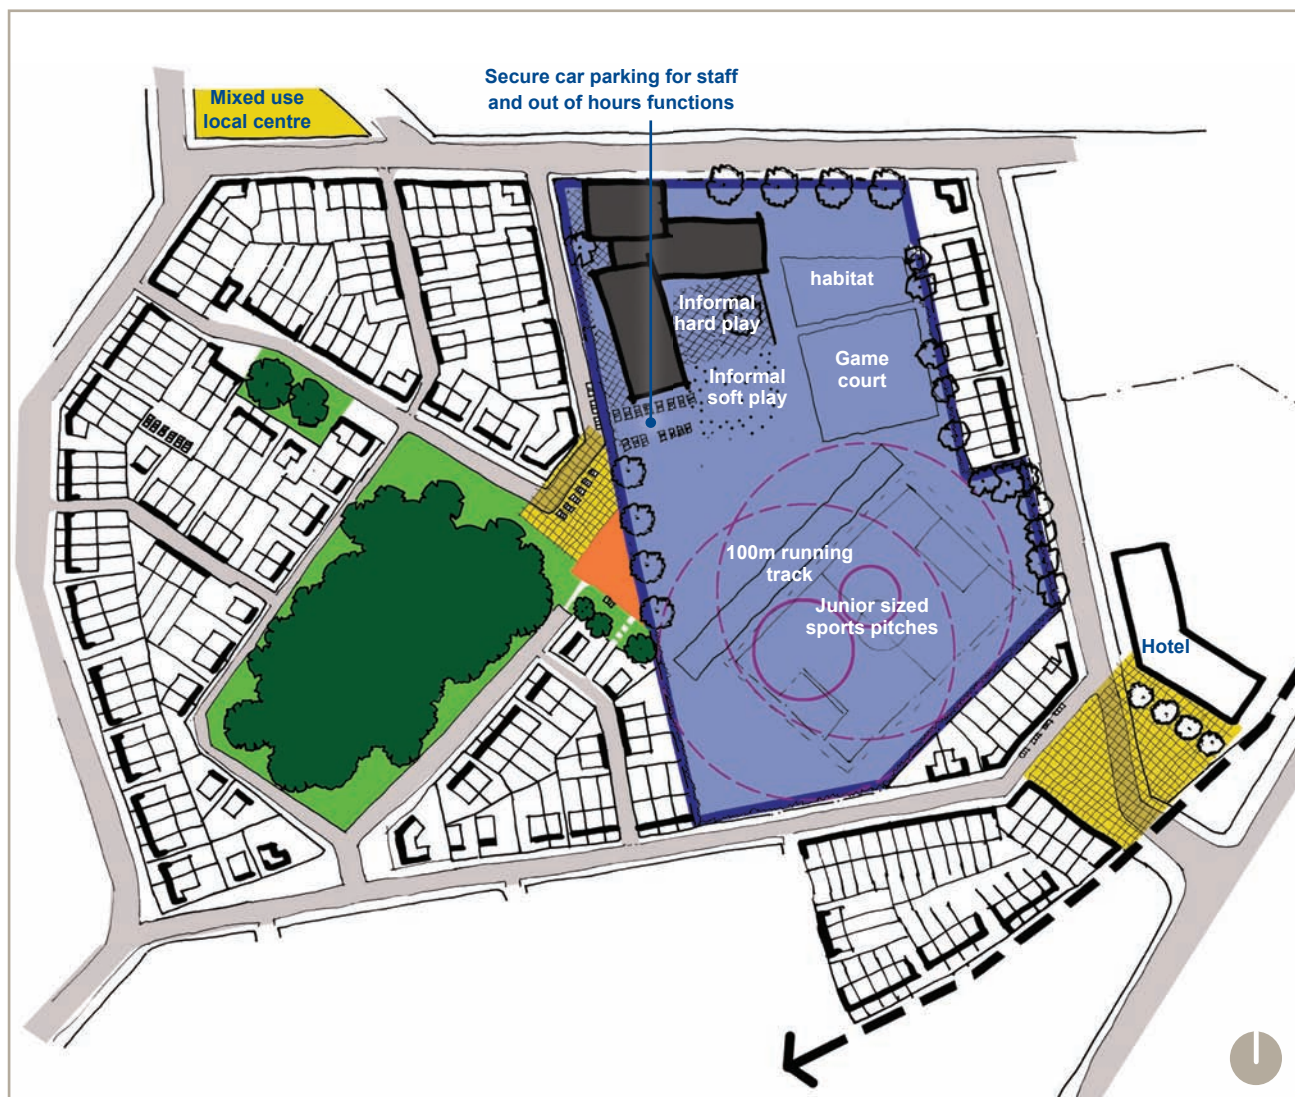 Secure car parking for staff
and out of hours functions
Mixed use
local centre
habitat
Informal
hard play
Game
court
Informal
soft play
100m running
track
Junior sized
sports pitches
Hotel